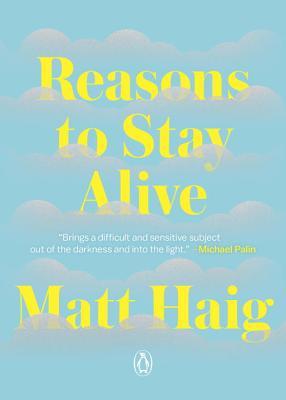 Reasons
to Stay
Alive
“Brings a difficult and sensitive subject
out of the darkness and into the light.” —Michael Palin
Matt Haig